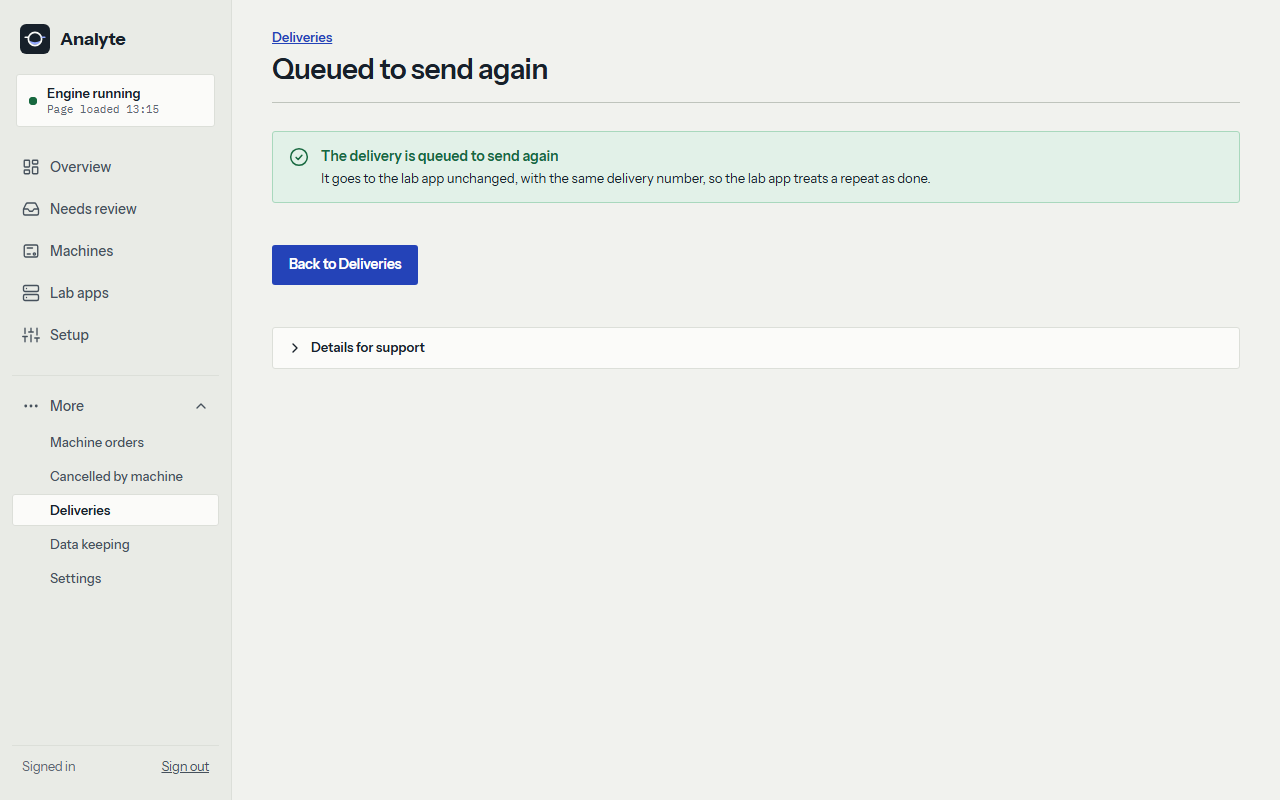 Analyte
Engine running
Page loaded 13:15
Overview
Needs review
Machines
Lab apps
Setup
More
Machine orders
Cancelled by machine
Deliveries
Data keeping
Settings
Signed in
Sign out
Deliveries
Queued to send again
The delivery is queued to send again
It goes to the lab app unchanged, with the same delivery number, so the lab app treats a repeat as done.
Back to Deliveries
Details for support